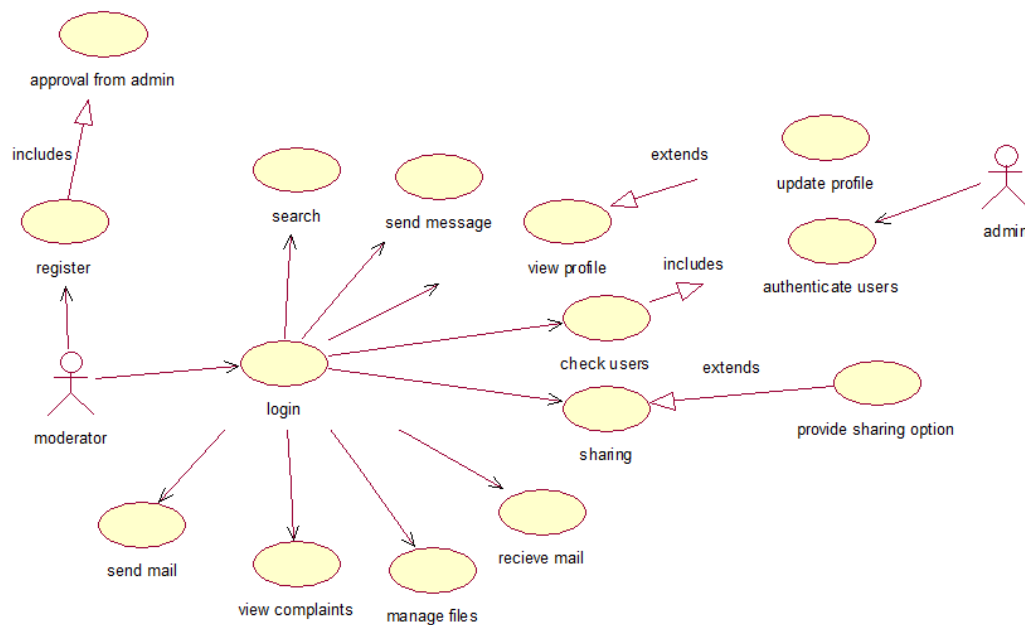 approval from admin
includes
extends
update profile
search
send message
admin
register
view profile
includes
authenticate users
check users
extends
login
moderator
sharing
provide sharing option
send mail
recieve mail
view complaints
manage files